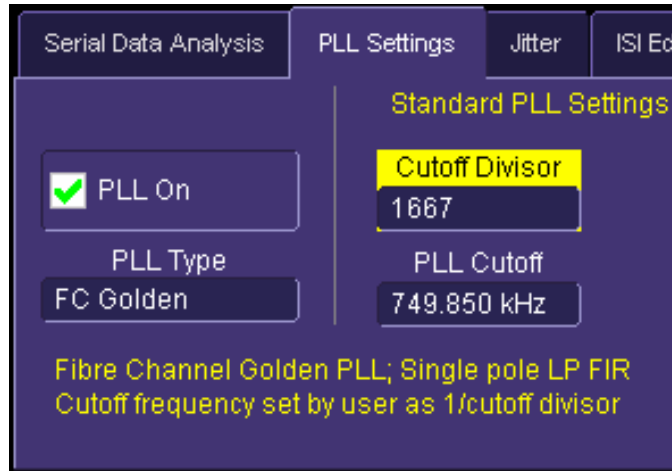 Serial Data Analysis
PLL Settings
Jitter
ISI Ec
Standard PLL Settings
PLL On
Cutoff Divisor
1667
PLL Type
FC Golden
PLL Cutoff
749.850 kHz
Fibre Channel Golden PLL; Single pole LP FIR
Cutoff frequency set by user as 1/cutoff divisor